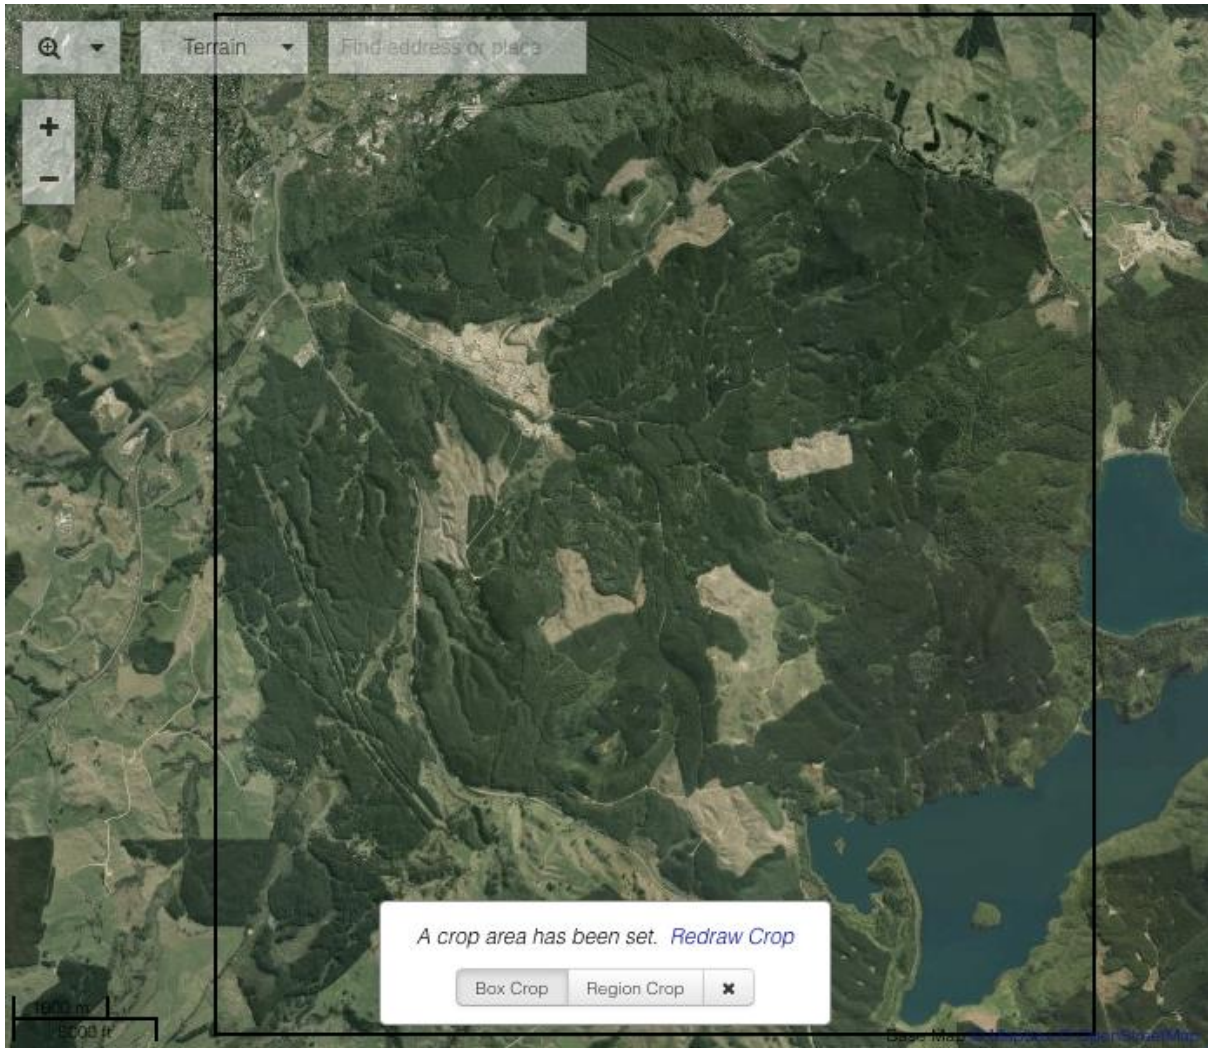 Terrain
Find address or place
+
−
A crop area has been set. Redraw Crop
Box Crop
Region Crop
✖
1000 m
5000 ft
Base Map
OpenStreetMap